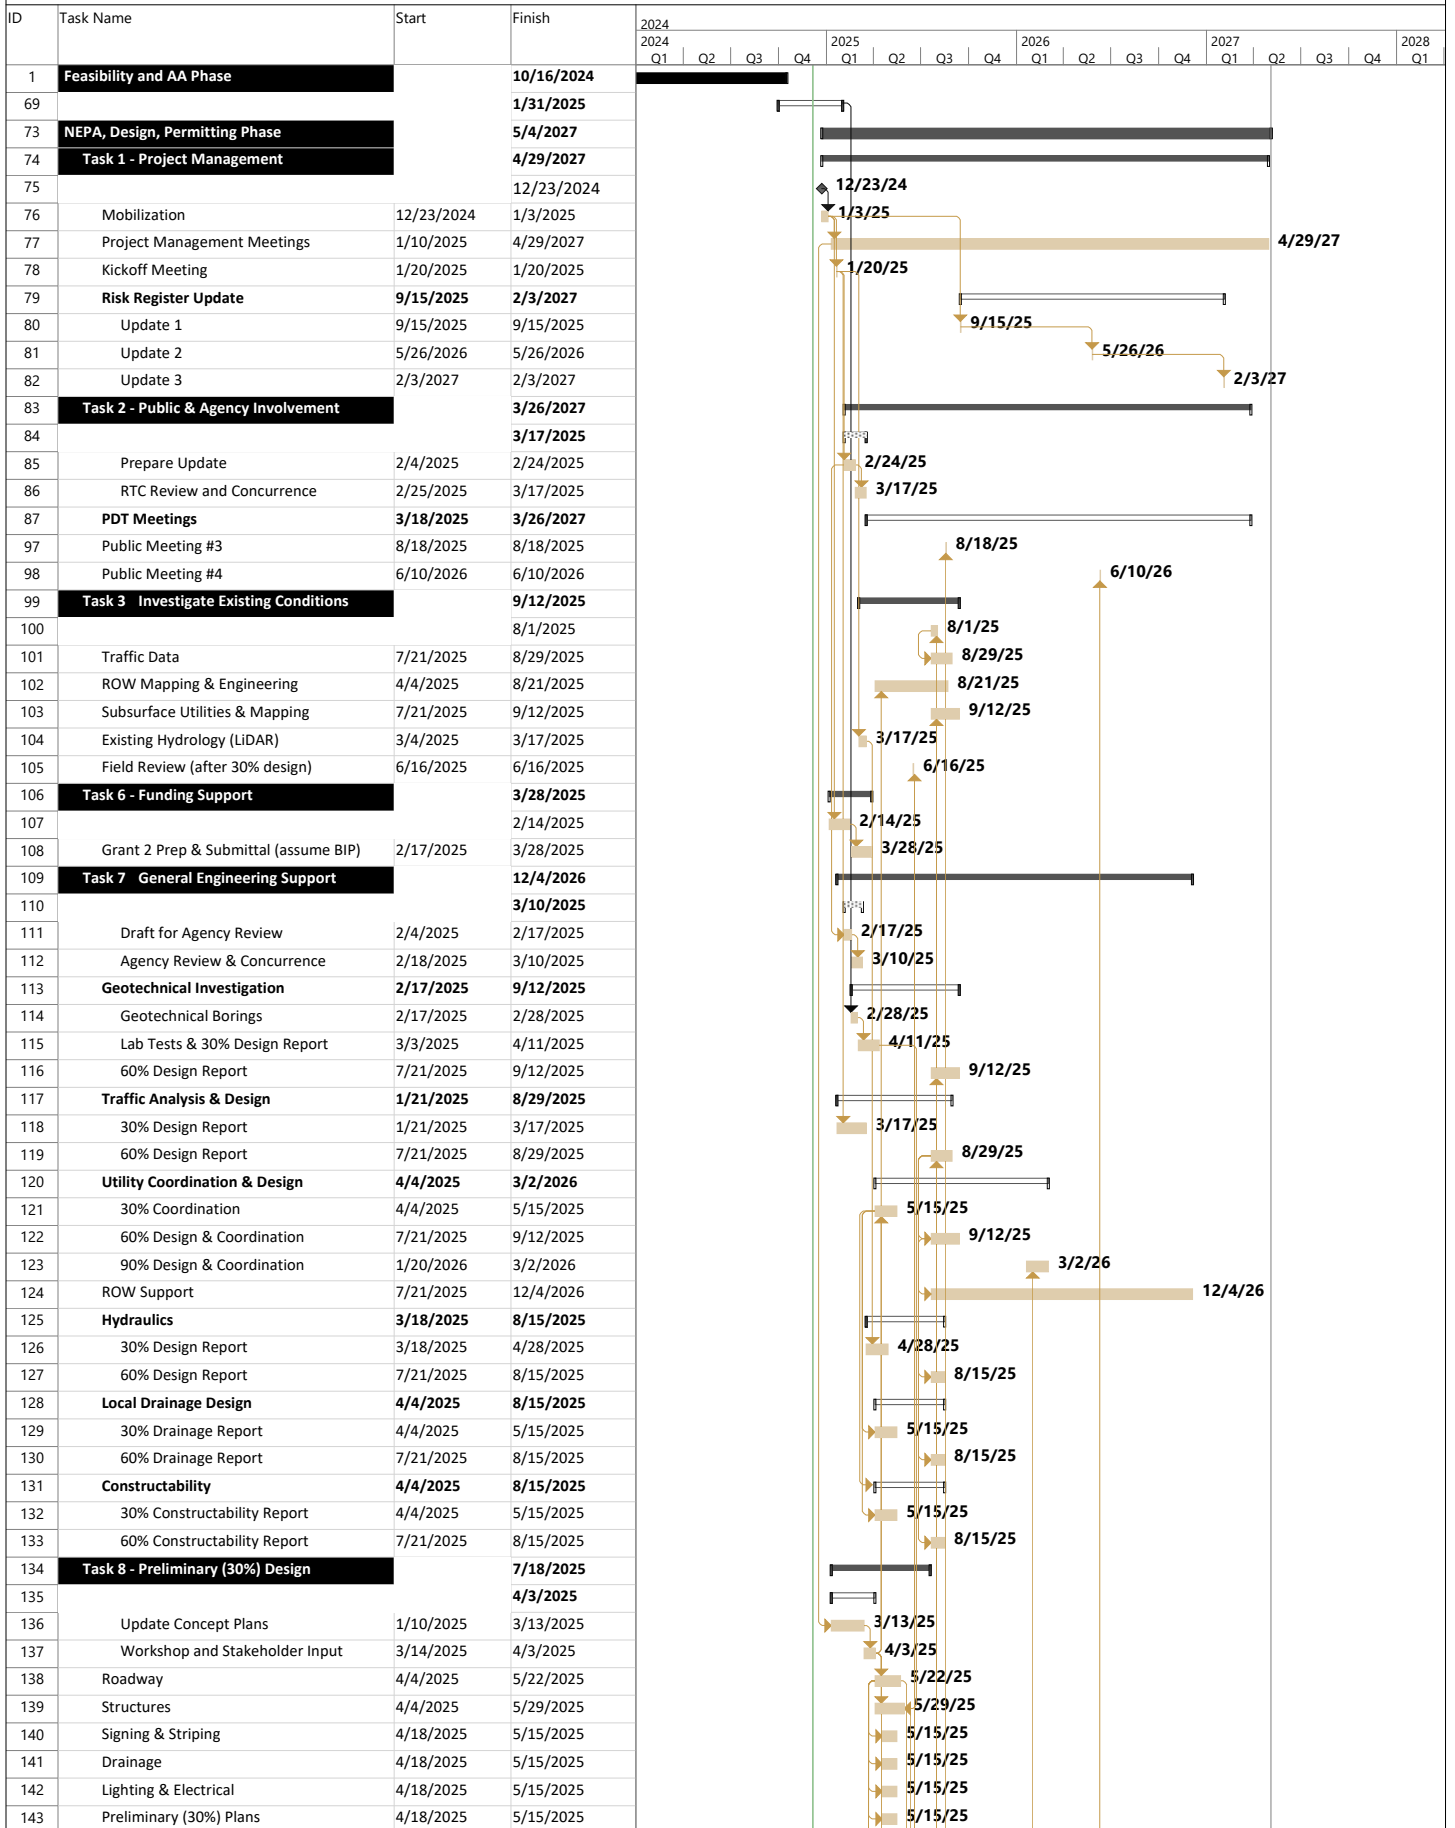 ID Task Name Start Finish
2024
2024 2025 2026 2027 2028
Q1 Q2 Q3 Q4 Q1 Q2 Q3 Q4 Q1 Q2 Q3 Q4 Q1 Q2 Q3 Q4 Q1
1 Feasibility and AA Phase 10/16/2024
69 1/31/2025
73 NEPA, Design, Permitting Phase 5/4/2027
74 Task 1 - Project Management 4/29/2027
75 12/23/2024 12/23/24
76 Mobilization 12/23/2024 1/3/2025 1/3/25
77 Project Management Meetings 1/10/2025 4/29/2027 4/29/27
78 Kickoff Meeting 1/20/2025 1/20/2025 1/20/25
79 Risk Register Update 9/15/2025 2/3/2027
80 Update 1 9/15/2025 9/15/2025 9/15/25
81 Update 2 5/26/2026 5/26/2026 5/26/26
82 Update 3 2/3/2027 2/3/2027 2/3/27
83 Task 2 - Public & Agency Involvement 3/26/2027
84 3/17/2025
85 Prepare Update 2/4/2025 2/24/2025 2/24/25
86 RTC Review and Concurrence 2/25/2025 3/17/2025 3/17/25
87 PDT Meetings 3/18/2025 3/26/2027
97 Public Meeting #3 8/18/2025 8/18/2025 8/18/25
98 Public Meeting #4 6/10/2026 6/10/2026 6/10/26
99 Task 3 Investigate Existing Conditions 9/12/2025
100 8/1/2025 8/1/25
101 Traffic Data 7/21/2025 8/29/2025 8/29/25
102 ROW Mapping & Engineering 4/4/2025 8/21/2025 8/21/25
103 Subsurface Utilities & Mapping 7/21/2025 9/12/2025 9/12/25
104 Existing Hydrology (LiDAR) 3/4/2025 3/17/2025 3/17/25
105 Field Review (after 30% design) 6/16/2025 6/16/2025 6/16/25
106 Task 6 - Funding Support 3/28/2025
107 2/14/2025 2/14/25
108 Grant 2 Prep & Submittal (assume BIP) 2/17/2025 3/28/2025 3/28/25
109 Task 7 General Engineering Support 12/4/2026
110 3/10/2025
111 Draft for Agency Review 2/4/2025 2/17/2025 2/17/25
112 Agency Review & Concurrence 2/18/2025 3/10/2025 3/10/25
113 Geotechnical Investigation 2/17/2025 9/12/2025
114 Geotechnical Borings 2/17/2025 2/28/2025 2/28/25
115 Lab Tests & 30% Design Report 3/3/2025 4/11/2025 4/11/25
116 60% Design Report 7/21/2025 9/12/2025 9/12/25
117 Traffic Analysis & Design 1/21/2025 8/29/2025
118 30% Design Report 1/21/2025 3/17/2025 3/17/25
119 60% Design Report 7/21/2025 8/29/2025 8/29/25
120 Utility Coordination & Design 4/4/2025 3/2/2026
121 30% Coordination 4/4/2025 5/15/2025 5/15/25
122 60% Design & Coordination 7/21/2025 9/12/2025 9/12/25
123 90% Design & Coordination 1/20/2026 3/2/2026 3/2/26
124 ROW Support 7/21/2025 12/4/2026 12/4/26
125 Hydraulics 3/18/2025 8/15/2025
126 30% Design Report 3/18/2025 4/28/2025 4/28/25
127 60% Design Report 7/21/2025 8/15/2025 8/15/25
128 Local Drainage Design 4/4/2025 8/15/2025
129 30% Drainage Report 4/4/2025 5/15/2025 5/15/25
130 60% Drainage Report 7/21/2025 8/15/2025 8/15/25
131 Constructability 4/4/2025 8/15/2025
132 30% Constructability Report 4/4/2025 5/15/2025 5/15/25
133 60% Constructability Report 7/21/2025 8/15/2025 8/15/25
134 Task 8 - Preliminary (30%) Design 7/18/2025
135 4/3/2025
136 Update Concept Plans 1/10/2025 3/13/2025 3/13/25
137 Workshop and Stakeholder Input 3/14/2025 4/3/2025 4/3/25
138 Roadway 4/4/2025 5/22/2025 5/22/25
139 Structures 4/4/2025 5/29/2025 5/29/25
140 Signing & Striping 4/18/2025 5/15/2025 5/15/25
141 Drainage 4/18/2025 5/15/2025 5/15/25
142 Lighting & Electrical 4/18/2025 5/15/2025 5/15/25
143 Preliminary (30%) Plans 4/18/2025 5/15/2025 5/15/25